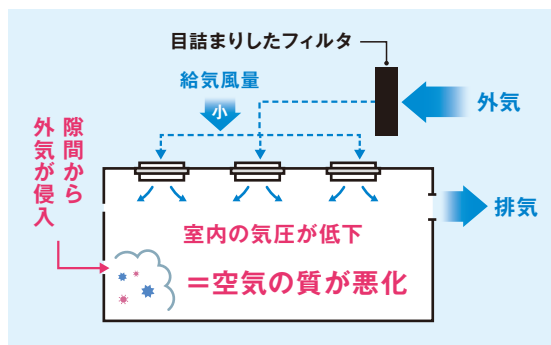 目詰まりしたフィルタ
給気風量
小
外気
隙間から
外気が侵入
排気
室内の気圧が低下
＝空気の質が悪化